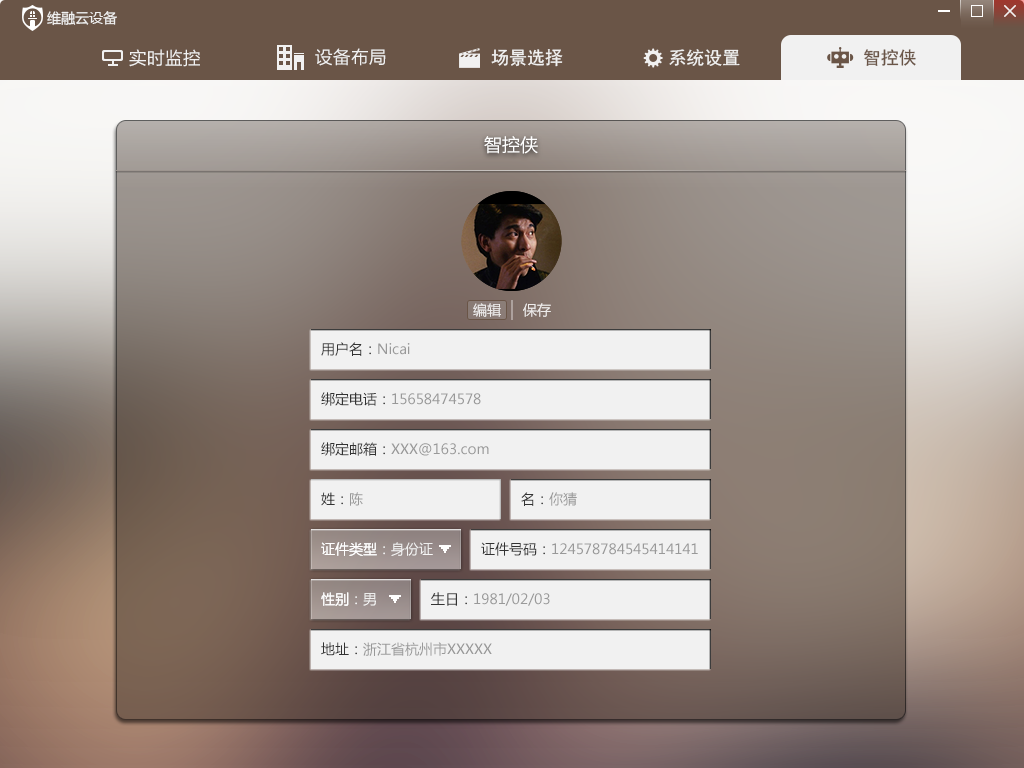 维融云设备
实时监控 设备布局 场景选择 系统设置 智控侠
智控侠
编辑 | 保存
用户名：Nicai
绑定电话：15658474578
绑定邮箱：XXX@163.com
姓：陈 名：你猜
证件类型：身份证 证件号码：124578784545414141
性别：男 生日：1981/02/03
地址：浙江省杭州市XXXXX